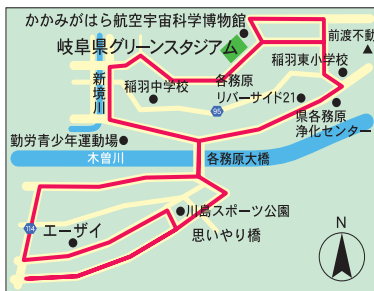 かかみがはら航空宇宙科学博物館
岐阜県グリーンスタジアム
前渡不動
稲羽東小学校
新境川
稲羽中学校
各務原
リバーサイド21
95
県各務原
浄化センター
勤労青少年運動場
木曽川
各務原大橋
川島スポーツ公園
114
エーザイ
思いやり橋
N